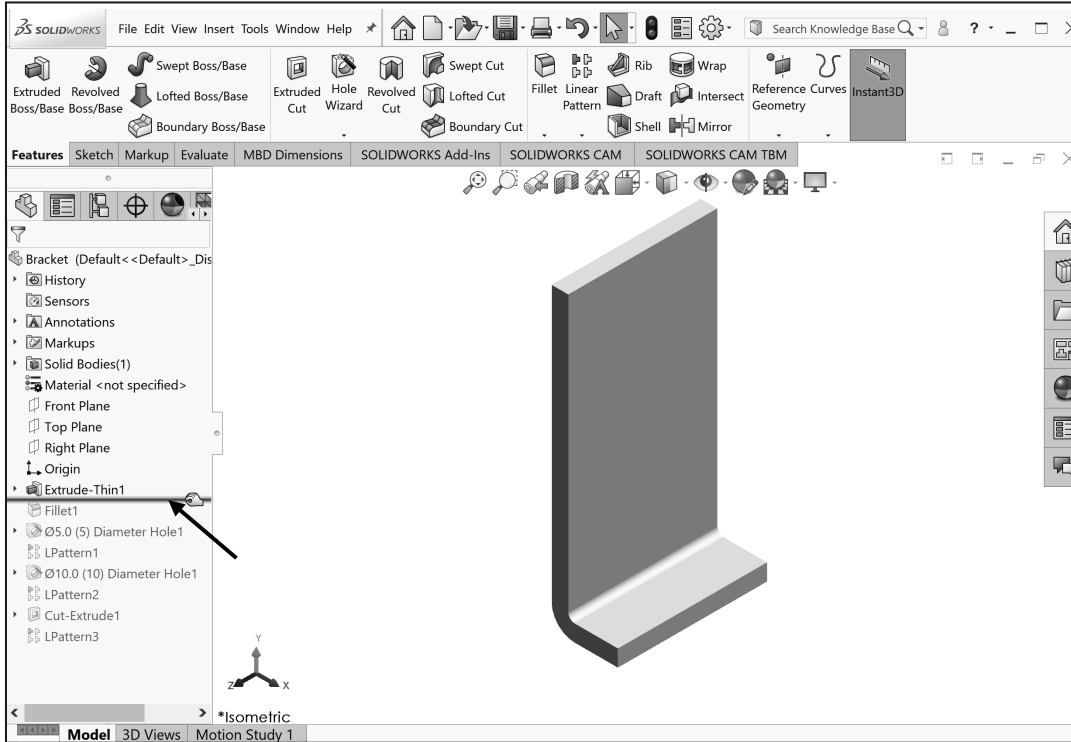 SOLIDWORKS File Edit View Insert Tools Window Help Search Knowledge Base ?
Extruded Boss/Base
Revolved Boss/Base
Swept Boss/Base
Lofted Boss/Base
Boundary Boss/Base
Extruded Cut
Hole Wizard
Revolved Cut
Swept Cut
Lofted Cut
Boundary Cut
Fillet
Linear Pattern
Rib
Draft
Shell
Wrap
Intersect
Mirror
Reference Geometry
Curves
Instant3D
Features Sketch Markup Evaluate MBD Dimensions SOLIDWORKS Add-Ins SOLIDWORKS CAM SOLIDWORKS CAM TBM
Bracket (Default<<Default>_Dis
History
Sensors
Annotations
Markups
Solid Bodies(1)
Material <not specified>
Front Plane
Top Plane
Right Plane
Origin
Extrude-Thin1
Fillet1
Ø5.0 (5) Diameter Hole1
LPattern1
Ø10.0 (10) Diameter Hole1
LPattern2
Cut-Extrude1
LPattern3
Y
Z X
*Isometric
Model 3D Views Motion Study 1